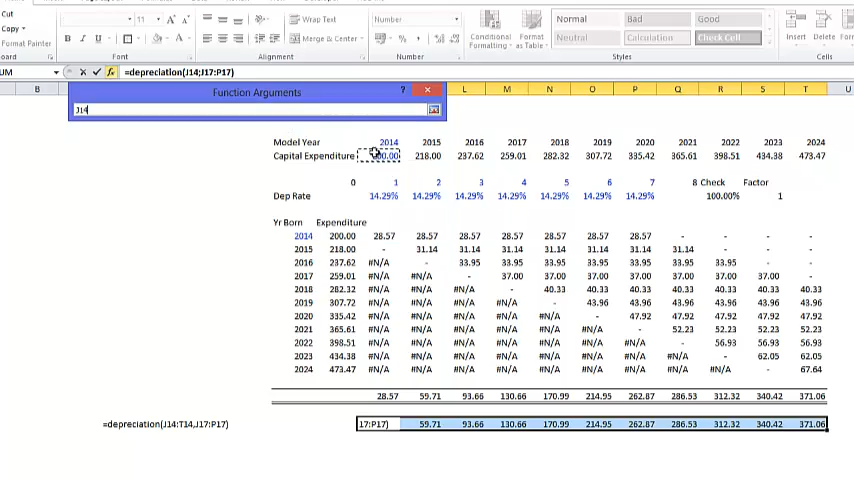 Cut
Copy
Format Painter
11
A A
Wrap Text
Number
Normal Bad Good
B I U
Merge & Center
%
Conditional Formatting
Format as Table
Neutral Calculation Check Cell
Insert Delete
Font Alignment Number Styles Cells
UM fx =depreciation(J14;J17:P17)
B L M N O P Q R S T U
Function Arguments ?
J14
Model Year 2014 2015 2016 2017 2018 2019 2020 2021 2022 2023 2024
Capital Expenditure 200.00 218.00 237.62 259.01 282.32 307.72 335.42 365.61 398.51 434.38 473.47
0 1 2 3 4 5 6 7 8 Check Factor
Dep Rate 14.29% 14.29% 14.29% 14.29% 14.29% 14.29% 14.29% 100.00% 1
Yr Born Expenditure
2014 200.00 28.57 28.57 28.57 28.57 28.57 28.57 28.57 - - - -
2015 218.00 - 31.14 31.14 31.14 31.14 31.14 31.14 31.14 - - -
2016 237.62 #N/A - 33.95 33.95 33.95 33.95 33.95 33.95 33.95 - -
2017 259.01 #N/A #N/A - 37.00 37.00 37.00 37.00 37.00 37.00 37.00 -
2018 282.32 #N/A #N/A #N/A - 40.33 40.33 40.33 40.33 40.33 40.33 40.33
2019 307.72 #N/A #N/A #N/A #N/A - 43.96 43.96 43.96 43.96 43.96 43.96
2020 335.42 #N/A #N/A #N/A #N/A #N/A - 47.92 47.92 47.92 47.92 47.92
2021 365.61 #N/A #N/A #N/A #N/A #N/A #N/A - 52.23 52.23 52.23 52.23
2022 398.51 #N/A #N/A #N/A #N/A #N/A #N/A #N/A - 56.93 56.93 56.93
2023 434.38 #N/A #N/A #N/A #N/A #N/A #N/A #N/A #N/A - 62.05 62.05
2024 473.47 #N/A #N/A #N/A #N/A #N/A #N/A #N/A #N/A #N/A - 67.64
28.57 59.71 93.66 130.66 170.99 214.95 262.87 286.53 312.32 340.42 371.06
=depreciation(J14:T14,J17:P17) 17:P17) 59.71 93.66 130.66 170.99 214.95 262.87 286.53 312.32 340.42 371.06